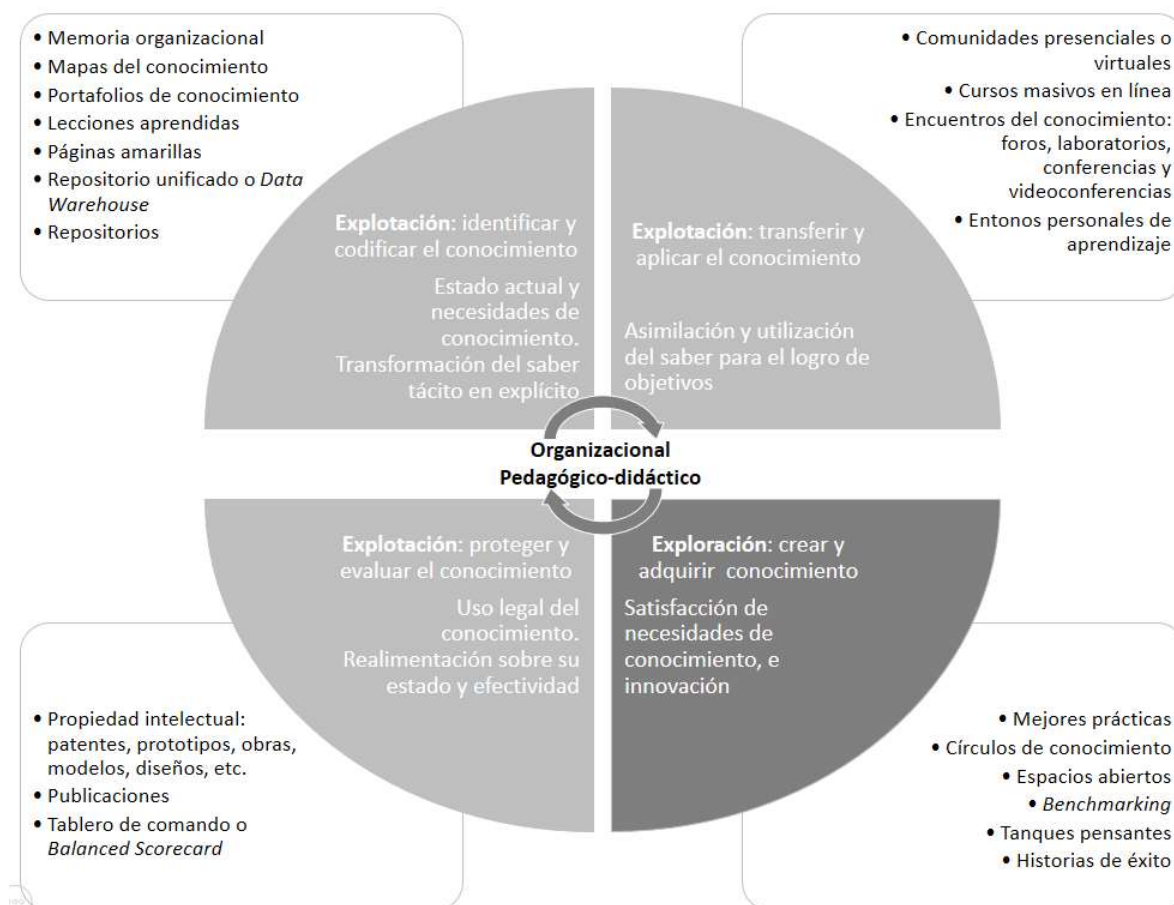 • Memoria organizacional
• Mapas del conocimiento
• Portafolios de conocimiento
• Lecciones aprendidas
• Páginas amarillas
• Repositorio unificado o Data
Warehouse
• Repositorios
• Comunidades presenciales o
virtuales
• Cursos masivos en línea
• Encuentros del conocimiento:
foros, laboratorios,
conferencias y
videoconferencias
• Entonos personales de
aprendizaje
Explotación: identificar y
codificar el conocimiento
Estado actual y
necesidades de
conocimiento.
Transformación del saber
tácito en explícito
Explotación: transferir y
aplicar el conocimiento
Asimilación y utilización
del saber para el logro de
objetivos
Organizacional
Pedagógico-didáctico
Explotación: proteger y
evaluar el conocimiento
Uso legal del
conocimiento.
Realimentación sobre su
estado y efectividad
Exploración: crear y
adquirir conocimiento
Satisfacción de
necesidades de
conocimiento, e
innovación
• Propiedad intelectual:
patentes, prototipos, obras,
modelos, diseños, etc.
• Publicaciones
• Tablero de comando o
Balanced Scorecard
• Mejores prácticas
• Círculos de conocimiento
• Espacios abiertos
• Benchmarking
• Tanques pensantes
• Historias de éxito